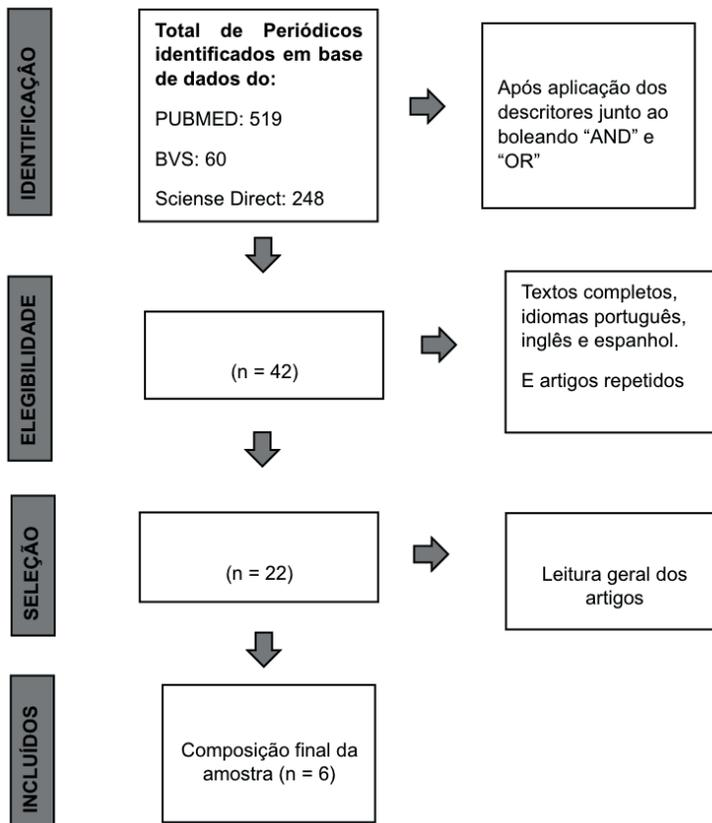 IDENTIFICAÇÃO
Total de Periódicos
identificados em base
de dados do:
PUBMED: 519
BVS: 60
Sciense Direct: 248
Após aplicação dos
descritores junto ao
boleando “AND” e
“OR”
ELEGIBILIDADE
(n = 42)
Textos completos,
idiomas português,
inglês e espanhol.
E artigos repetidos
SELEÇÃO
(n = 22)
Leitura geral dos
artigos
INCLUÍDOS
Composição final da
amostra (n = 6)